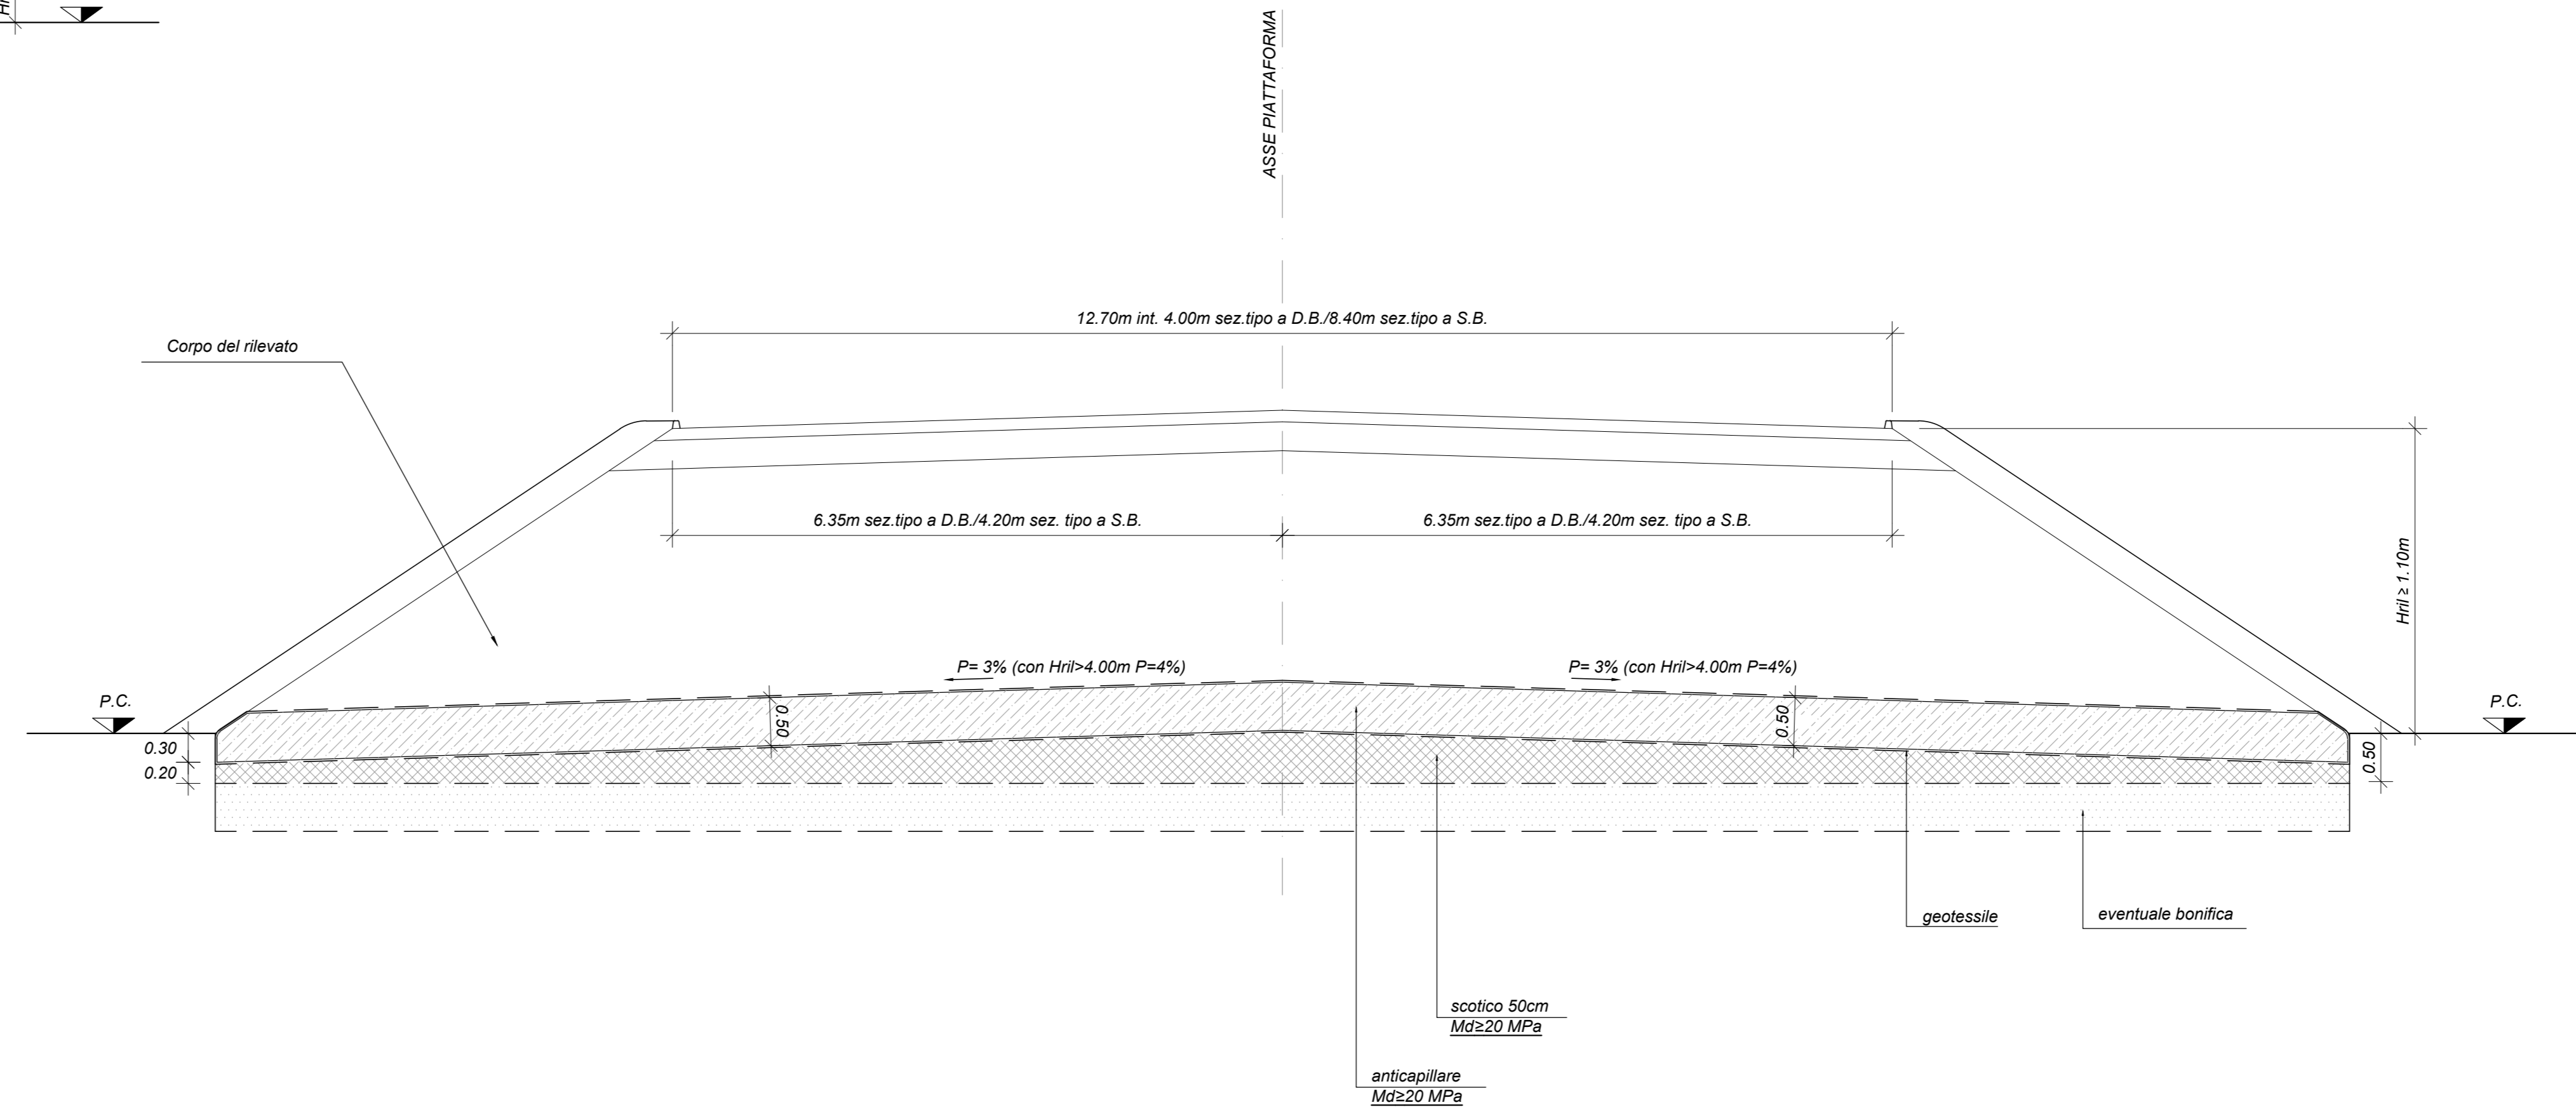 ASSE PIATTAFORMA
12.70m int. 4.00m sez.tipo a D.B./8.40m sez.tipo a S.B.
Corpo del rilevato
6.35m sez.tipo a D.B./4.20m sez. tipo a S.B.
6.35m sez.tipo a D.B./4.20m sez. tipo a S.B.
Hril ≥ 1.10m
P= 3% (con Hril>4.00m P=4%)
P= 3% (con Hril>4.00m P=4%)
P.C.
P.C.
0.50
0.50
0.30
0.20
0.50
geotessile
eventuale bonifica
scotico 50cm
Md≥20 MPa
anticapillare
Md≥20 MPa